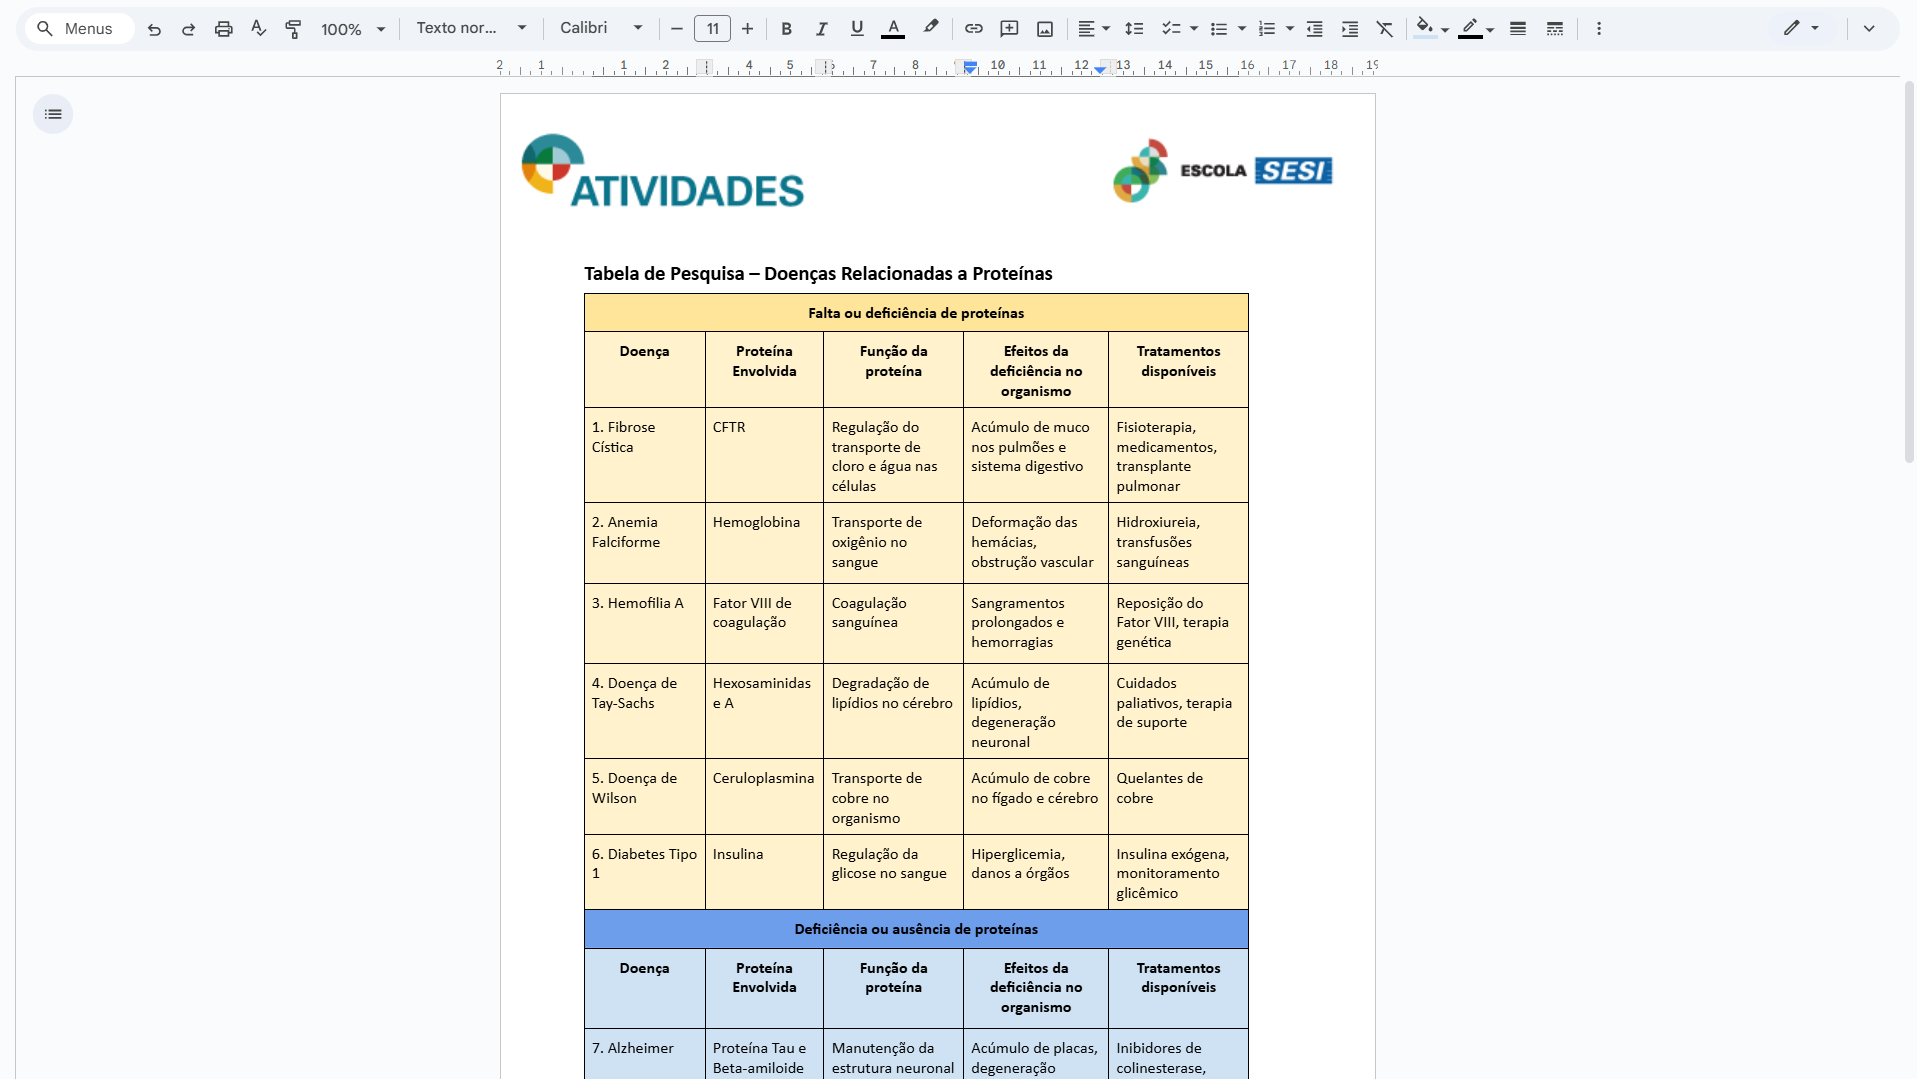 Menus
100%
Texto nor...
Calibri
11
B I U A
2 1 1 2 4 5 6 7 8 10 11 12 13 14 15 16 17 18 19
ATIVIDADES
ESCOLA SESI
Tabela de Pesquisa – Doenças Relacionadas a Proteínas
Falta ou deficiência de proteínas
Doença
Proteína
Envolvida
Função da
proteína
Efeitos da
deficiência no
organismo
Tratamentos
disponíveis
1. Fibrose
Cística
CFTR
Regulação do
transporte de
cloro e água nas
células
Acúmulo de muco
nos pulmões e
sistema digestivo
Fisioterapia,
medicamentos,
transplante
pulmonar
2. Anemia
Falciforme
Hemoglobina
Transporte de
oxigênio no
sangue
Deformação das
hemácias,
obstrução vascular
Hidroxiureia,
transfusões
sanguíneas
3. Hemofilia A
Fator VIII de
coagulação
Coagulação
sanguínea
Sangramentos
prolongados e
hemorragias
Reposição do
Fator VIII, terapia
genética
4. Doença de
Tay-Sachs
Hexosaminidas
e A
Degradação de
lipídios no cérebro
Acúmulo de
lipídios,
degeneração
neuronal
Cuidados
paliativos, terapia
de suporte
5. Doença de
Wilson
Ceruloplasmina
Transporte de
cobre no
organismo
Acúmulo de cobre
no fígado e cérebro
Quelantes de
cobre
6. Diabetes Tipo
1
Insulina
Regulação da
glicose no sangue
Hiperglicemia,
danos a órgãos
Insulina exógena,
monitoramento
glicêmico
Deficiência ou ausência de proteínas
Doença
Proteína
Envolvida
Função da
proteína
Efeitos da
deficiência no
organismo
Tratamentos
disponíveis
7. Alzheimer
Proteína Tau e
Beta-amiloide
Manutenção da
estrutura neuronal
Acúmulo de placas,
degeneração
Inibidores de
colinesterase,